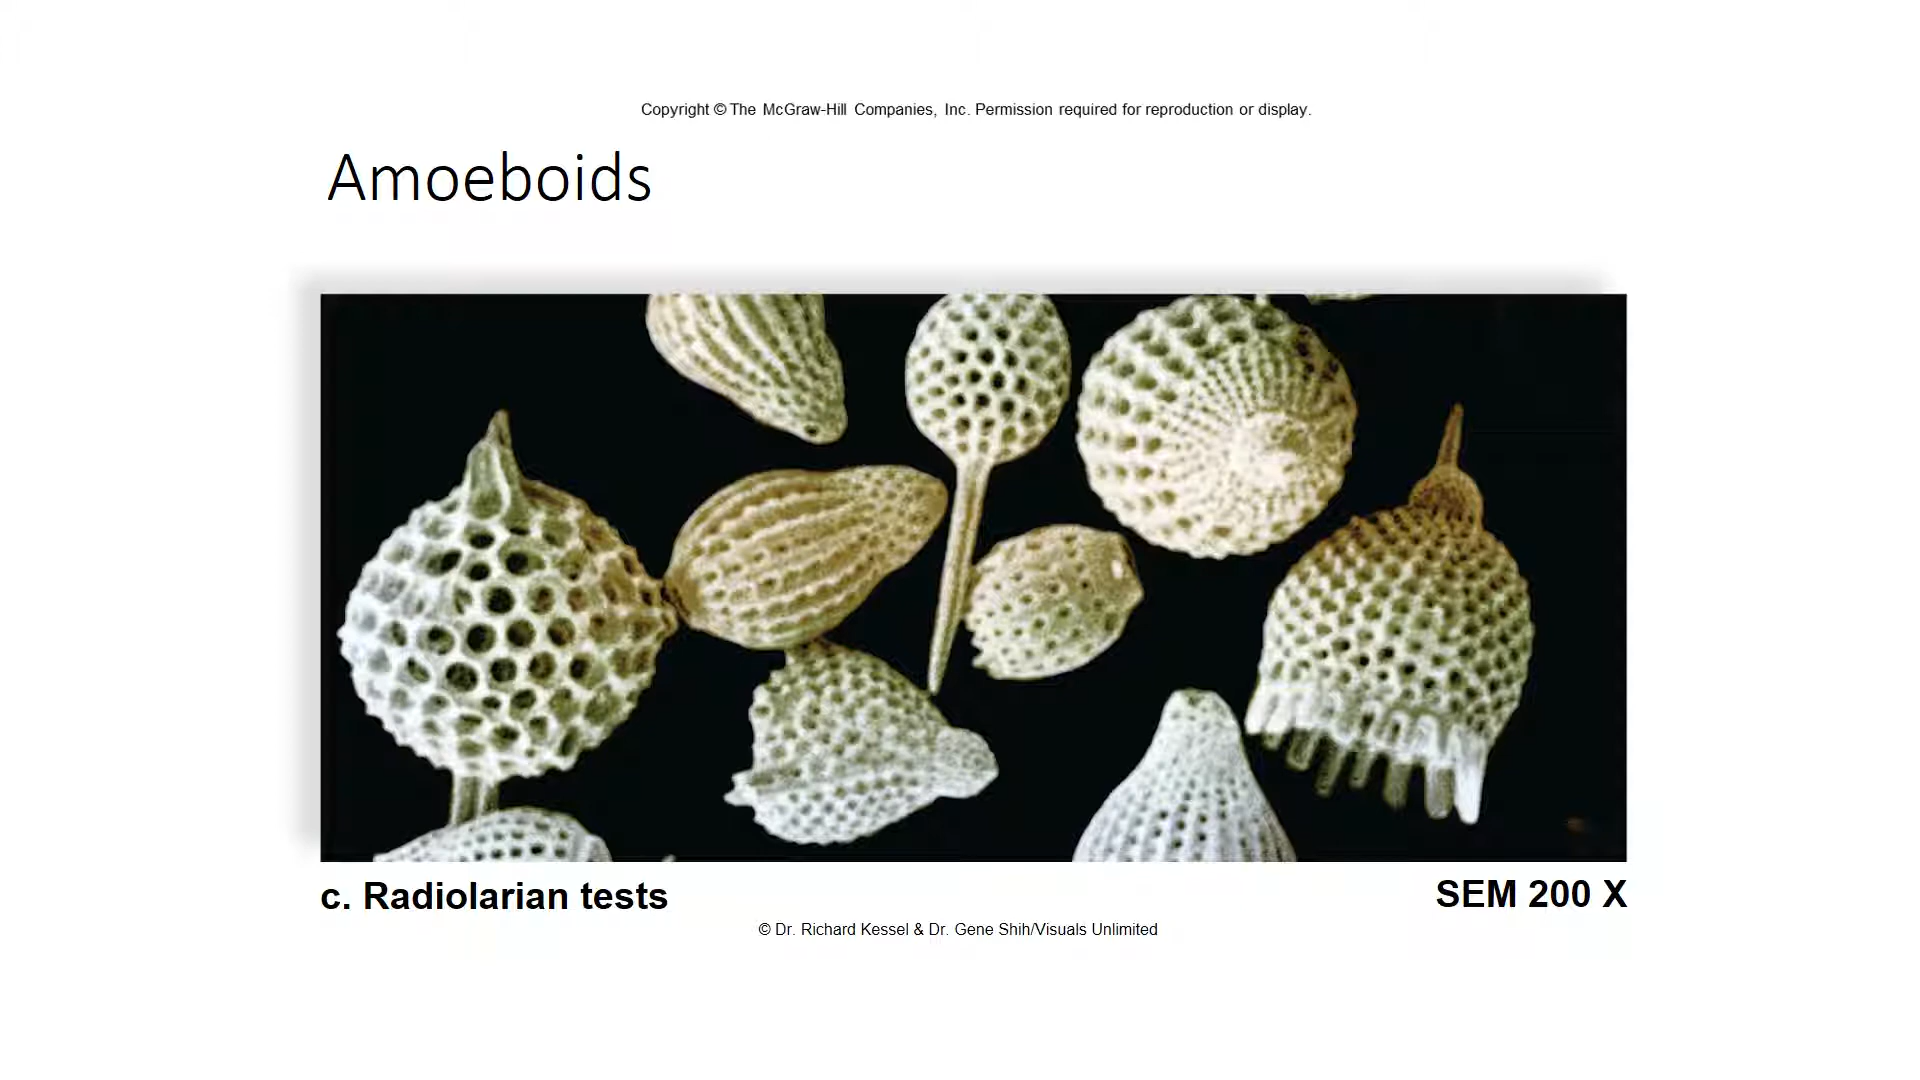 Copyright © The McGraw-Hill Companies, Inc. Permission required for reproduction or display.
Amoeboids
c. Radiolarian tests
SEM 200 X
© Dr. Richard Kessel & Dr. Gene Shih/Visuals Unlimited